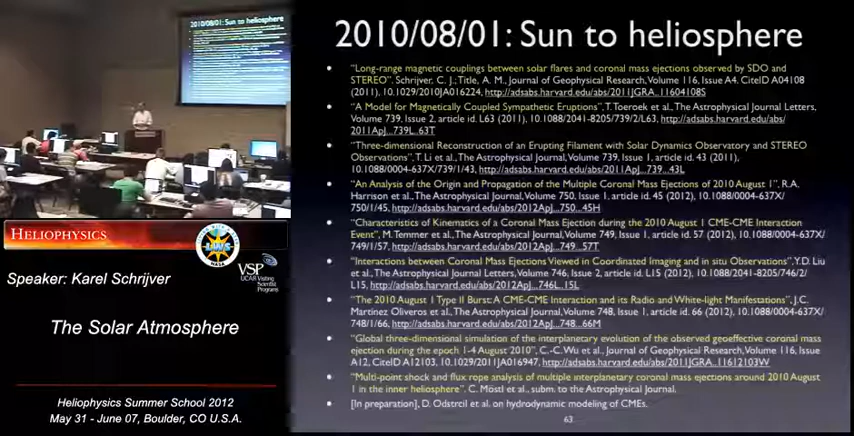 2010/08/01: Sun to heliosphere
• "Long-range magnetic couplings between solar flares and coronal mass ejections observed by SDO and
STEREO". Schrijver, C. J.; Title, A. M., Journal of Geophysical Research, Volume 116, Issue A4, CiteID A04108
(2011), 10.1029/2010JA016224, http://adsabs.harvard.edu/abs/2011JGRA..11604108S
• "A Model for Magnetically Coupled Sympathetic Eruptions", T. Toeroek et al., The Astrophysical Journal Letters,
Volume 739, Issue 2, article id. L63 (2011), 10.1088/2041-8205/739/2/L63, http://adsabs.harvard.edu/abs/
2011ApJ...739L..63T
• "Three-dimensional Reconstruction of an Erupting Filament with Solar Dynamics Observatory and STEREO
Observations", T. Li et al., The Astrophysical Journal, Volume 739, Issue 1, article id. 43 (2011),
10.1088/0004-637X/739/1/43, http://adsabs.harvard.edu/abs/2011ApJ...739...43L
• "An Analysis of the Origin and Propagation of the Multiple Coronal Mass Ejections of 2010 August 1", R.A.
Harrison et al., The Astrophysical Journal, Volume 750, Issue 1, article id. 45 (2012), 10.1088/0004-637X/
750/1/45, http://adsabs.harvard.edu/abs/2012ApJ...750...45H
• "Characteristics of Kinematics of a Coronal Mass Ejection during the 2010 August 1 CME-CME Interaction
Event", M. Temmer et al., The Astrophysical Journal, Volume 749, Issue 1, article id. 57 (2012), 10.1088/0004-637X/
749/1/57, http://adsabs.harvard.edu/abs/2012ApJ...749...57T
• "Interactions between Coronal Mass Ejections Viewed in Coordinated Imaging and in situ Observations", Y.D. Liu
et al., The Astrophysical Journal Letters, Volume 746, Issue 2, article id. L15 (2012), 10.1088/2041-8205/746/2/
L15, http://adsabs.harvard.edu/abs/2012ApJ...746L..15L
• "The 2010 August 1 Type II Burst: A CME-CME Interaction and its Radio and White-light Manifestations", J.C.
Martinez Oliveros et al., The Astrophysical Journal, Volume 748, Issue 1, article id. 66 (2012), 10.1088/0004-637X/
748/1/66, http://adsabs.harvard.edu/abs/2012ApJ...748...66M
• "Global three-dimensional simulation of the interplanetary evolution of the observed geoeffective coronal mass
ejection during the epoch 1-4 August 2010", C.-C. Wu et al., Journal of Geophysical Research, Volume 116, Issue
A12, CiteID A12103, 10.1029/2011JA016947, http://adsabs.harvard.edu/abs/2011JGRA..11612103W
• "Multi-point shock and flux rope analysis of multiple interplanetary coronal mass ejections around 2010 August
1 in the inner heliosphere", C. Möstl et al., subm. to the Astrophysical Journal.
• [In preparation], D. Odstrcil et al. on hydrodynamic modeling of CMEs.
63
2010/08/01: Sun to heliosphere
HELIOPHYSICS
LWS
NASA
VSP
UCAR Visiting
Scientist
Programs
Speaker: Karel Schrijver
The Solar Atmosphere
Heliophysics Summer School 2012
May 31 - June 07, Boulder, CO U.S.A.